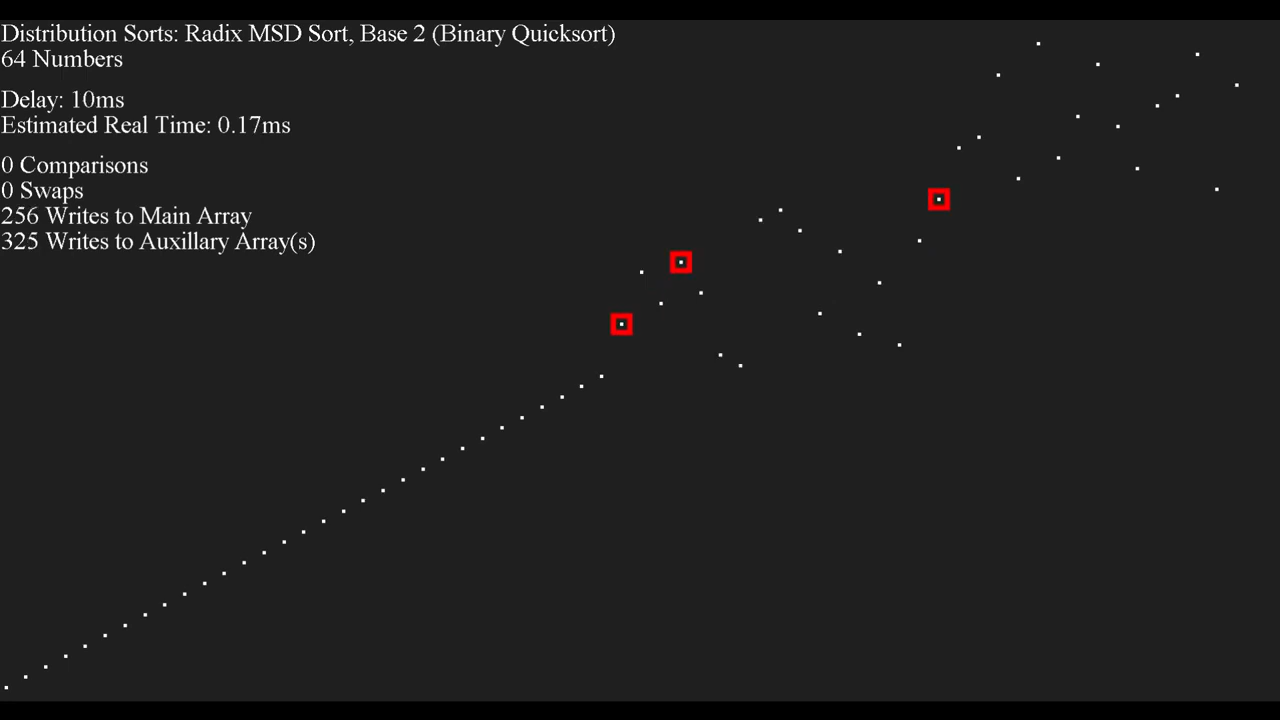 Distribution Sorts: Radix MSD Sort, Base 2 (Binary Quicksort)
64 Numbers
Delay: 10ms
Estimated Real Time: 0.17ms
0 Comparisons
0 Swaps
256 Writes to Main Array
325 Writes to Auxillary Array(s)